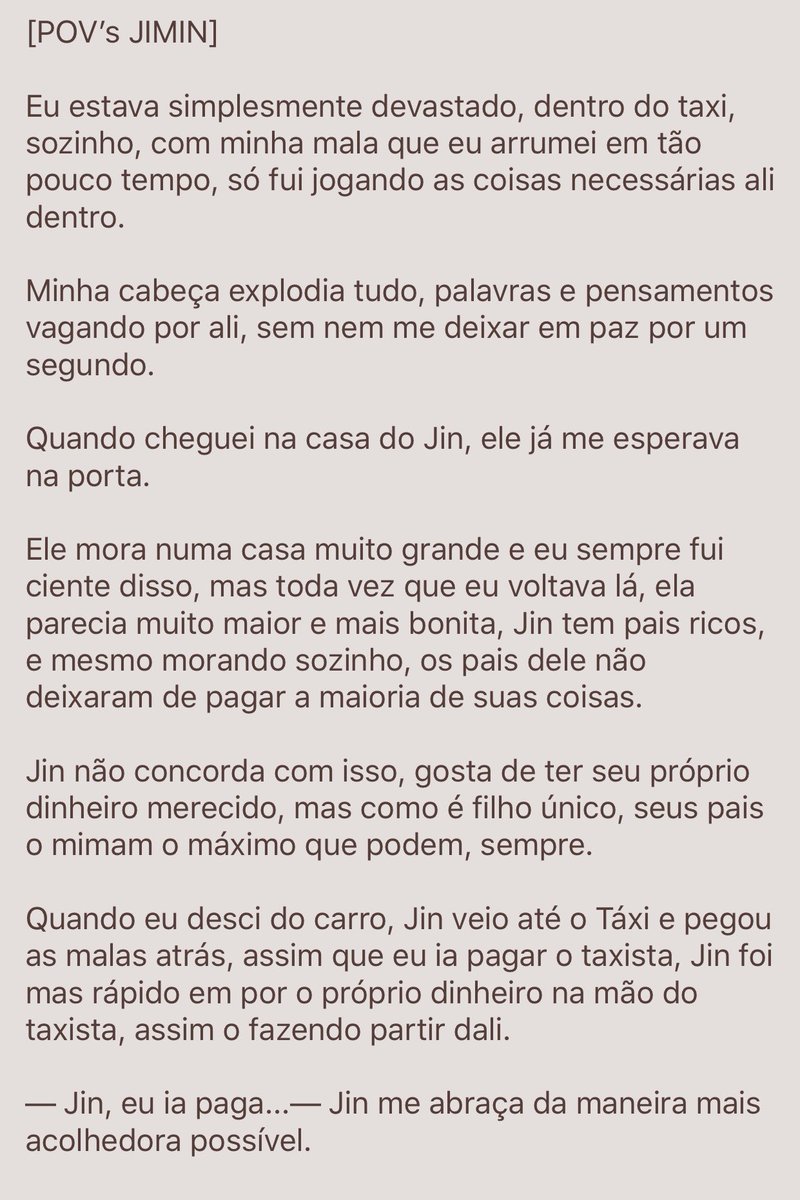 [POV’s JIMIN]
Eu estava simplesmente devastado, dentro do taxi,
sozinho, com minha mala que eu arrumei em tão
pouco tempo, só fui jogando as coisas necessárias ali
dentro.
Minha cabeça explodia tudo, palavras e pensamentos
vagando por ali, sem nem me deixar em paz por um
segundo.
Quando cheguei na casa do Jin, ele já me esperava
na porta.
Ele mora numa casa muito grande e eu sempre fui
ciente disso, mas toda vez que eu voltava lá, ela
parecia muito maior e mais bonita, Jin tem pais ricos,
e mesmo morando sozinho, os pais dele não
deixaram de pagar a maioria de suas coisas.
Jin não concorda com isso, gosta de ter seu próprio
dinheiro merecido, mas como é filho único, seus pais
o mimam o máximo que podem, sempre.
Quando eu desci do carro, Jin veio até o Táxi e pegou
as malas atrás, assim que eu ia pagar o taxista, Jin foi
mas rápido em por o próprio dinheiro na mão do
taxista, assim o fazendo partir dali.
— Jin, eu ia paga...— Jin me abraça da maneira mais
acolhedora possível.